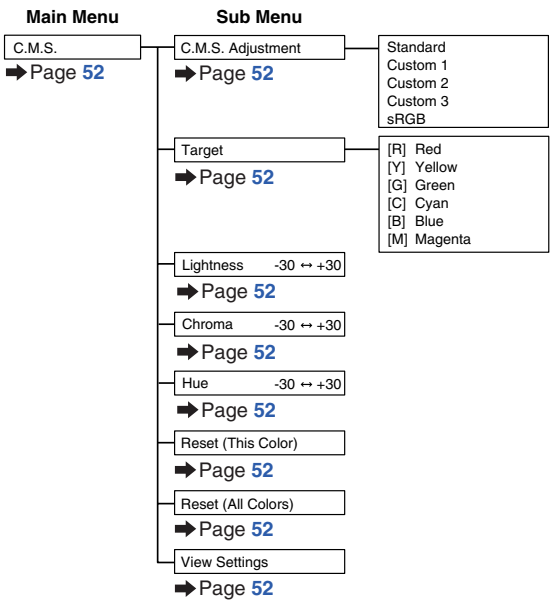 Main Menu Sub Menu
C.M.S. C.M.S. Adjustment Standard
➡ Page 52 ➡ Page 52 Custom 1
Custom 2
Custom 3
sRGB
Target [R] Red
➡ Page 52 [Y] Yellow
[G] Green
[C] Cyan
[B] Blue
[M] Magenta
Lightness -30 ↔ +30
➡ Page 52
Chroma -30 ↔ +30
➡ Page 52
Hue -30 ↔ +30
➡ Page 52
Reset (This Color)
➡ Page 52
Reset (All Colors)
➡ Page 52
View Settings
➡ Page 52